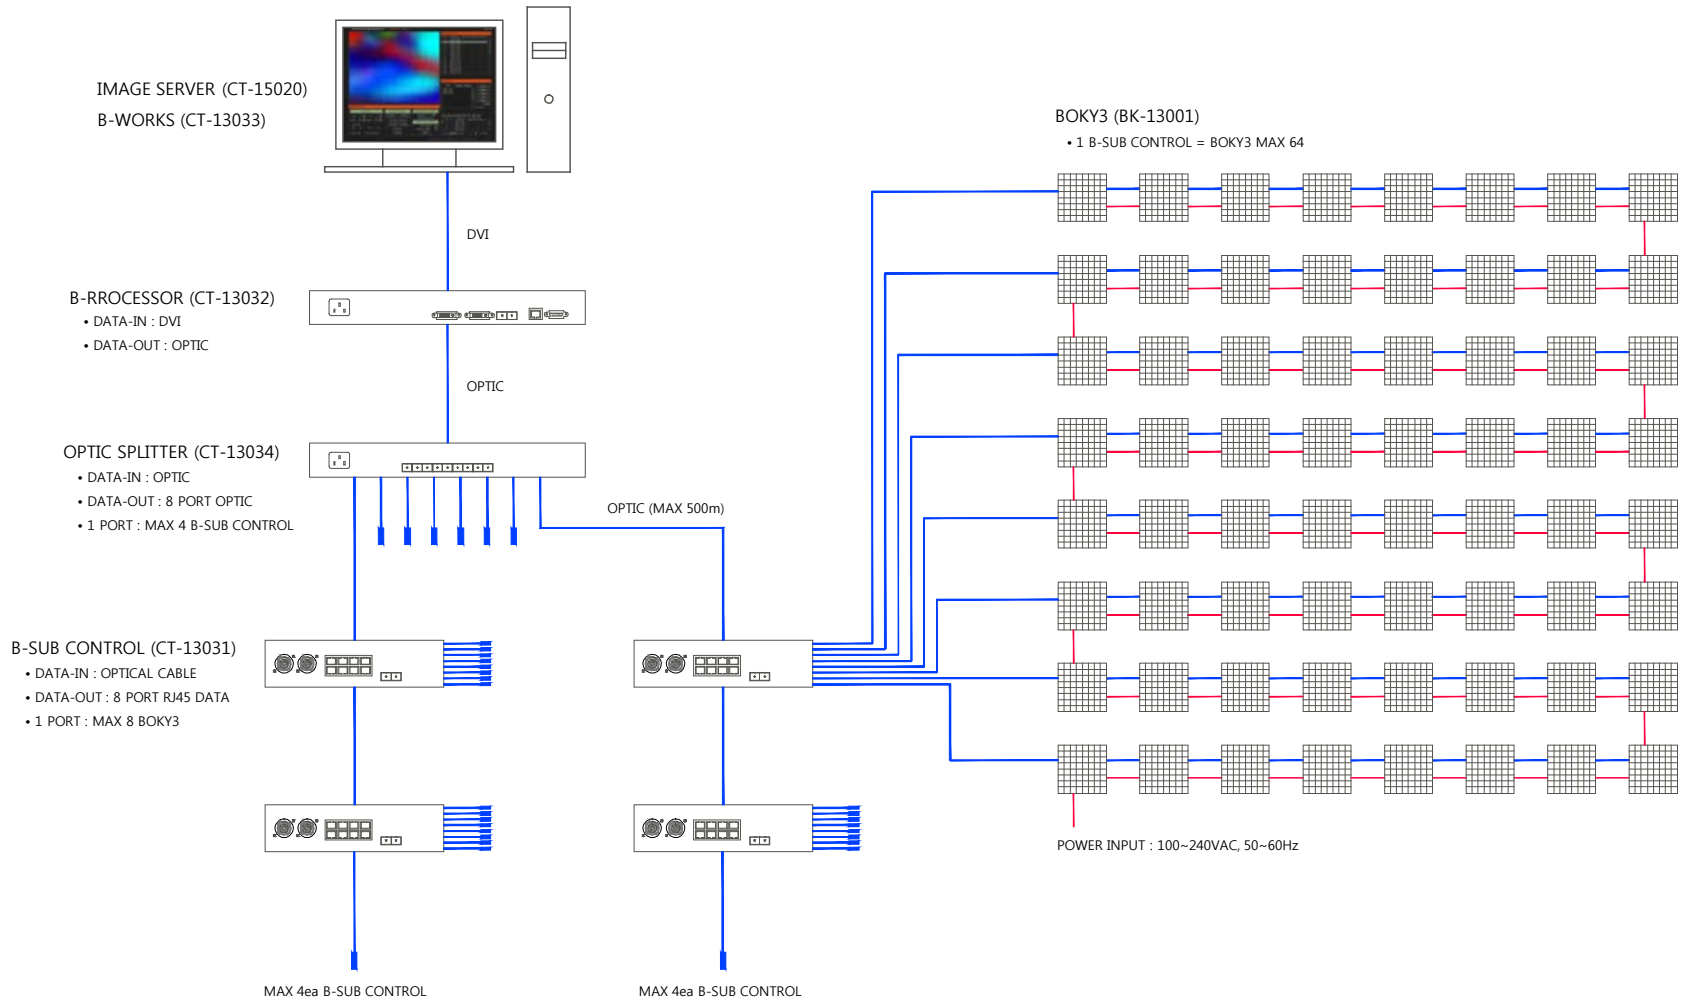 IMAGE SERVER (CT-15020)
B-WORKS (CT-13033)
DVI
B-RROCESSOR (CT-13032)
• DATA-IN : DVI
• DATA-OUT : OPTIC
OPTIC
OPTIC SPLITTER (CT-13034)
• DATA-IN : OPTIC
• DATA-OUT : 8 PORT OPTIC
• 1 PORT : MAX 4 B-SUB CONTROL
OPTIC (MAX 500m)
B-SUB CONTROL (CT-13031)
• DATA-IN : OPTICAL CABLE
• DATA-OUT : 8 PORT RJ45 DATA
• 1 PORT : MAX 8 BOKY3
MAX 4ea B-SUB CONTROL
MAX 4ea B-SUB CONTROL
BOKY3 (BK-13001)
• 1 B-SUB CONTROL = BOKY3 MAX 64
POWER INPUT : 100~240VAC, 50~60Hz